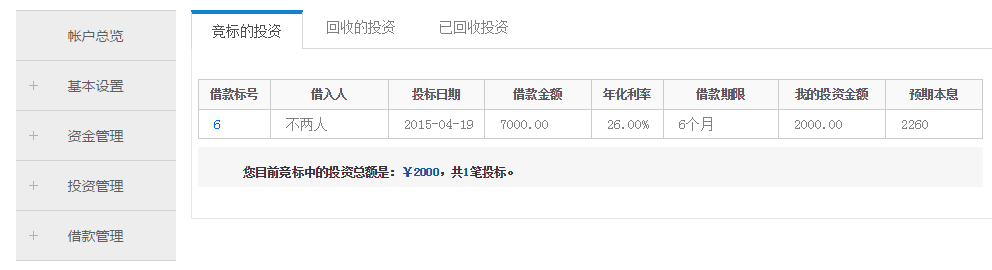 帐户总览
+ 基本设置
+ 资金管理
+ 投资管理
+ 借款管理
竞标的投资 回收的投资 已回收投资
借款标号 借入人 投标日期 借款金额 年化利率 借款期限 我的投资金额 预期本息
6 不两人 2015-04-19 7000.00 26.00% 6个月 2000.00 2260
您目前竞标中的投资总额是：￥2000，共1笔投标。